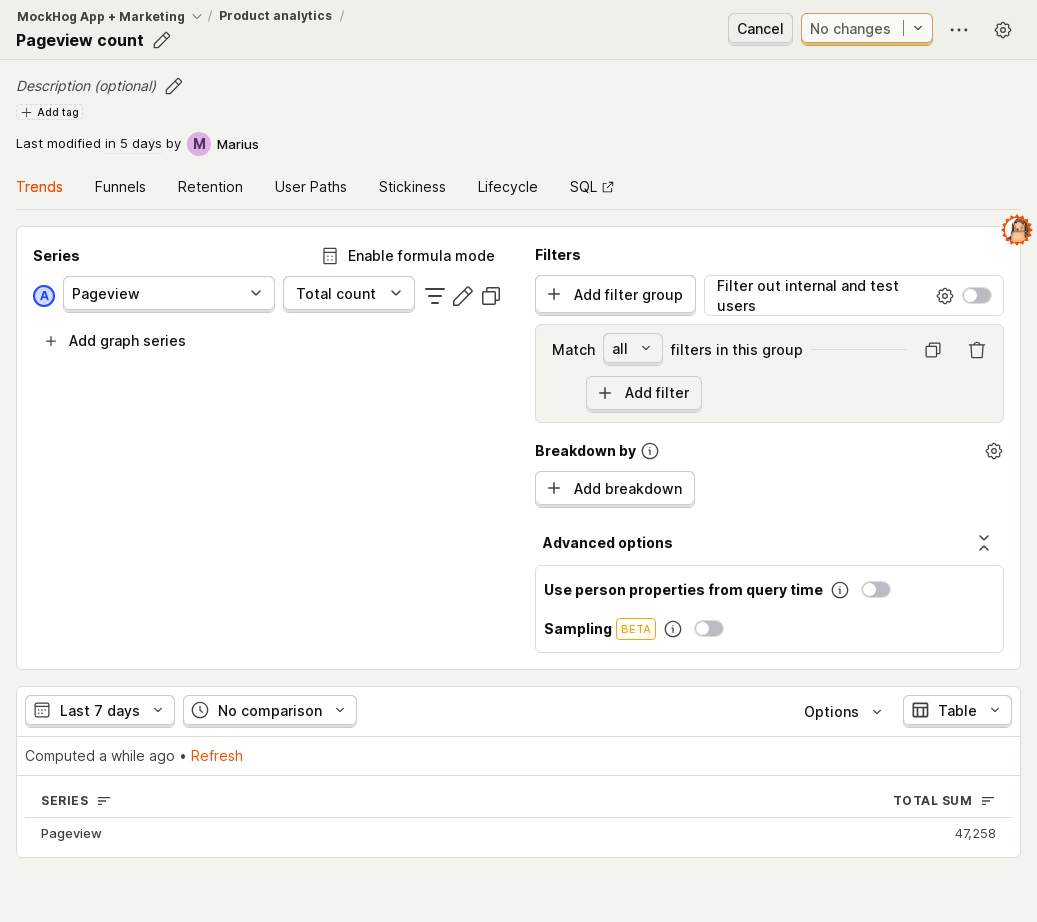 MockHog App + Marketing / Product analytics /
Pageview count
Cancel
No changes
Description (optional)
Add tag
Last modified in 5 days by M Marius
Trends Funnels Retention User Paths Stickiness Lifecycle SQL
Series
Enable formula mode
A Pageview Total count
Add graph series
Filters
Add filter group
Filter out internal and test
users
Match all filters in this group
Add filter
Breakdown by
Add breakdown
Advanced options
Use person properties from query time
Sampling BETA
Last 7 days No comparison Options Table
Computed a while ago • Refresh
SERIES TOTAL SUM
Pageview 47,258